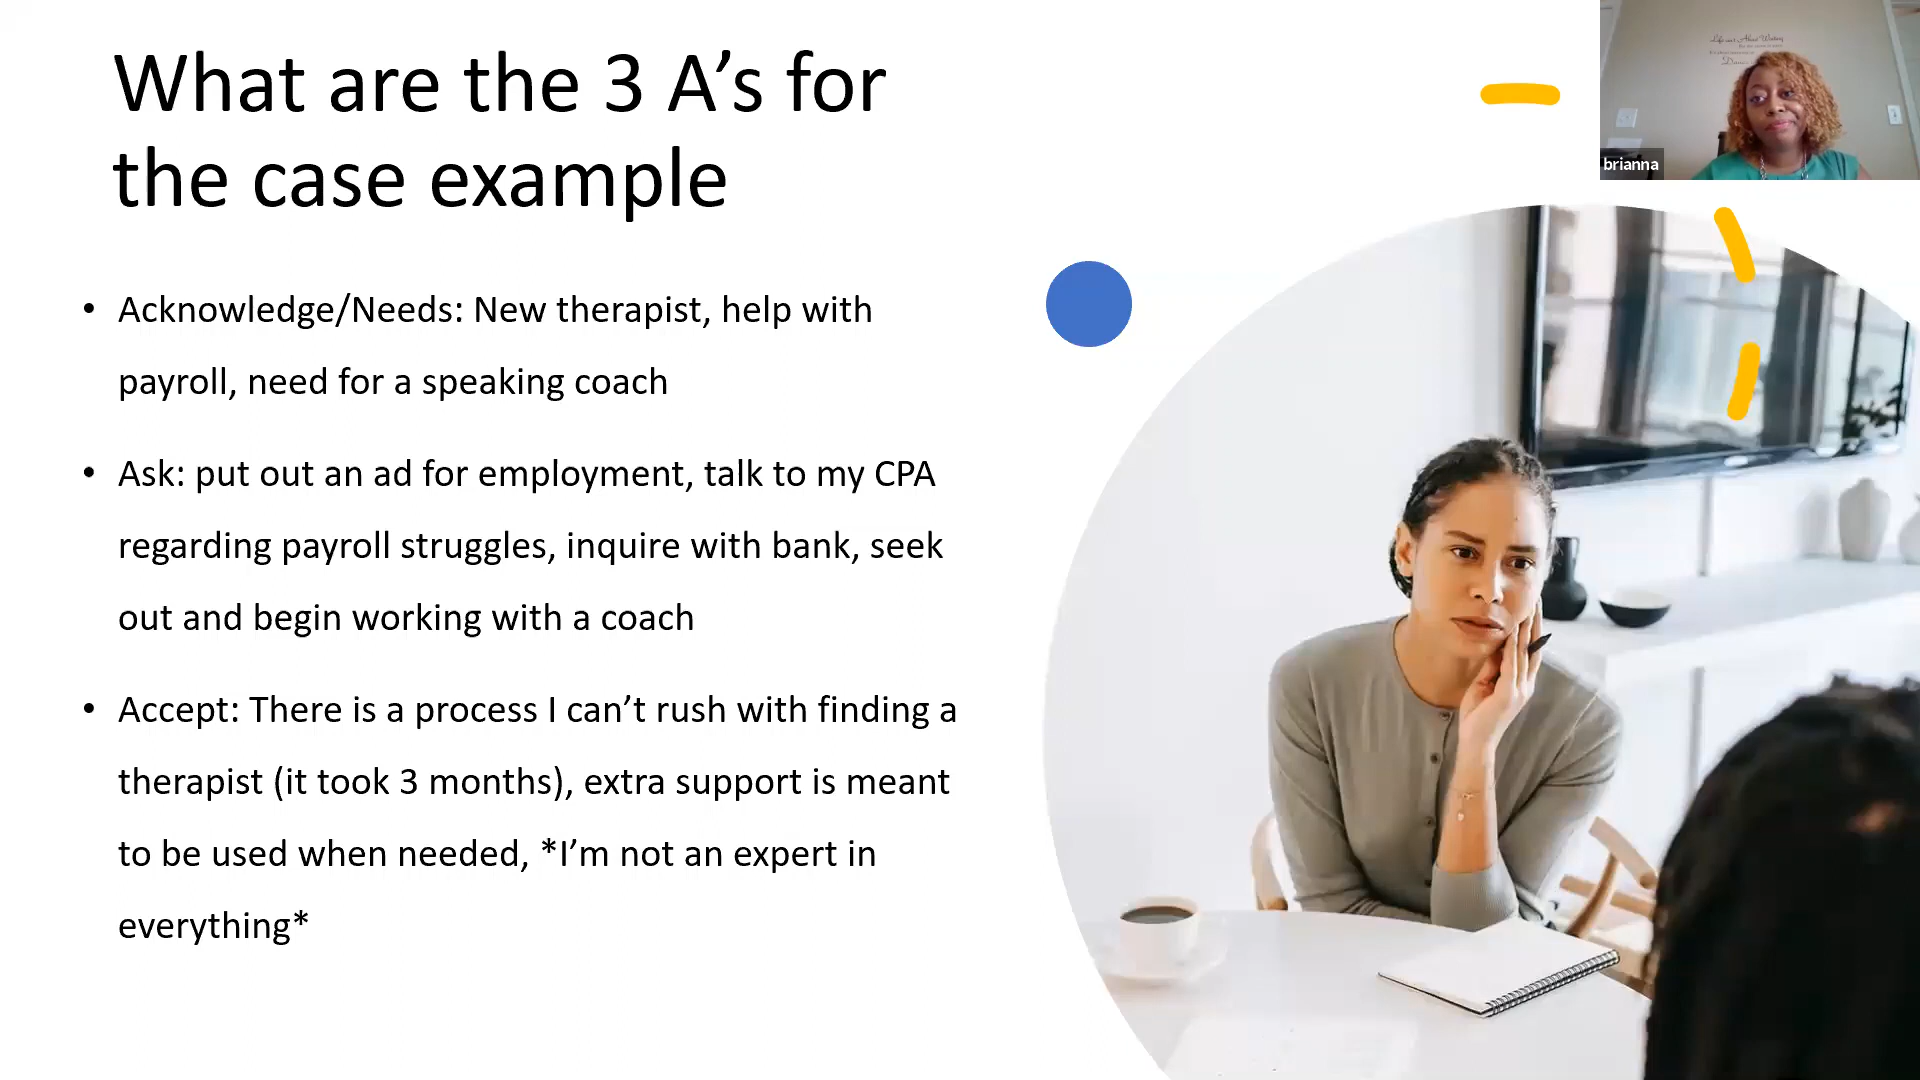 What are the 3 A’s for
the case example
• Acknowledge/Needs: New therapist, help with
payroll, need for a speaking coach
• Ask: put out an ad for employment, talk to my CPA
regarding payroll struggles, inquire with bank, seek
out and begin working with a coach
• Accept: There is a process I can’t rush with finding a
therapist (it took 3 months), extra support is meant
to be used when needed, *I’m not an expert in
everything*
brianna